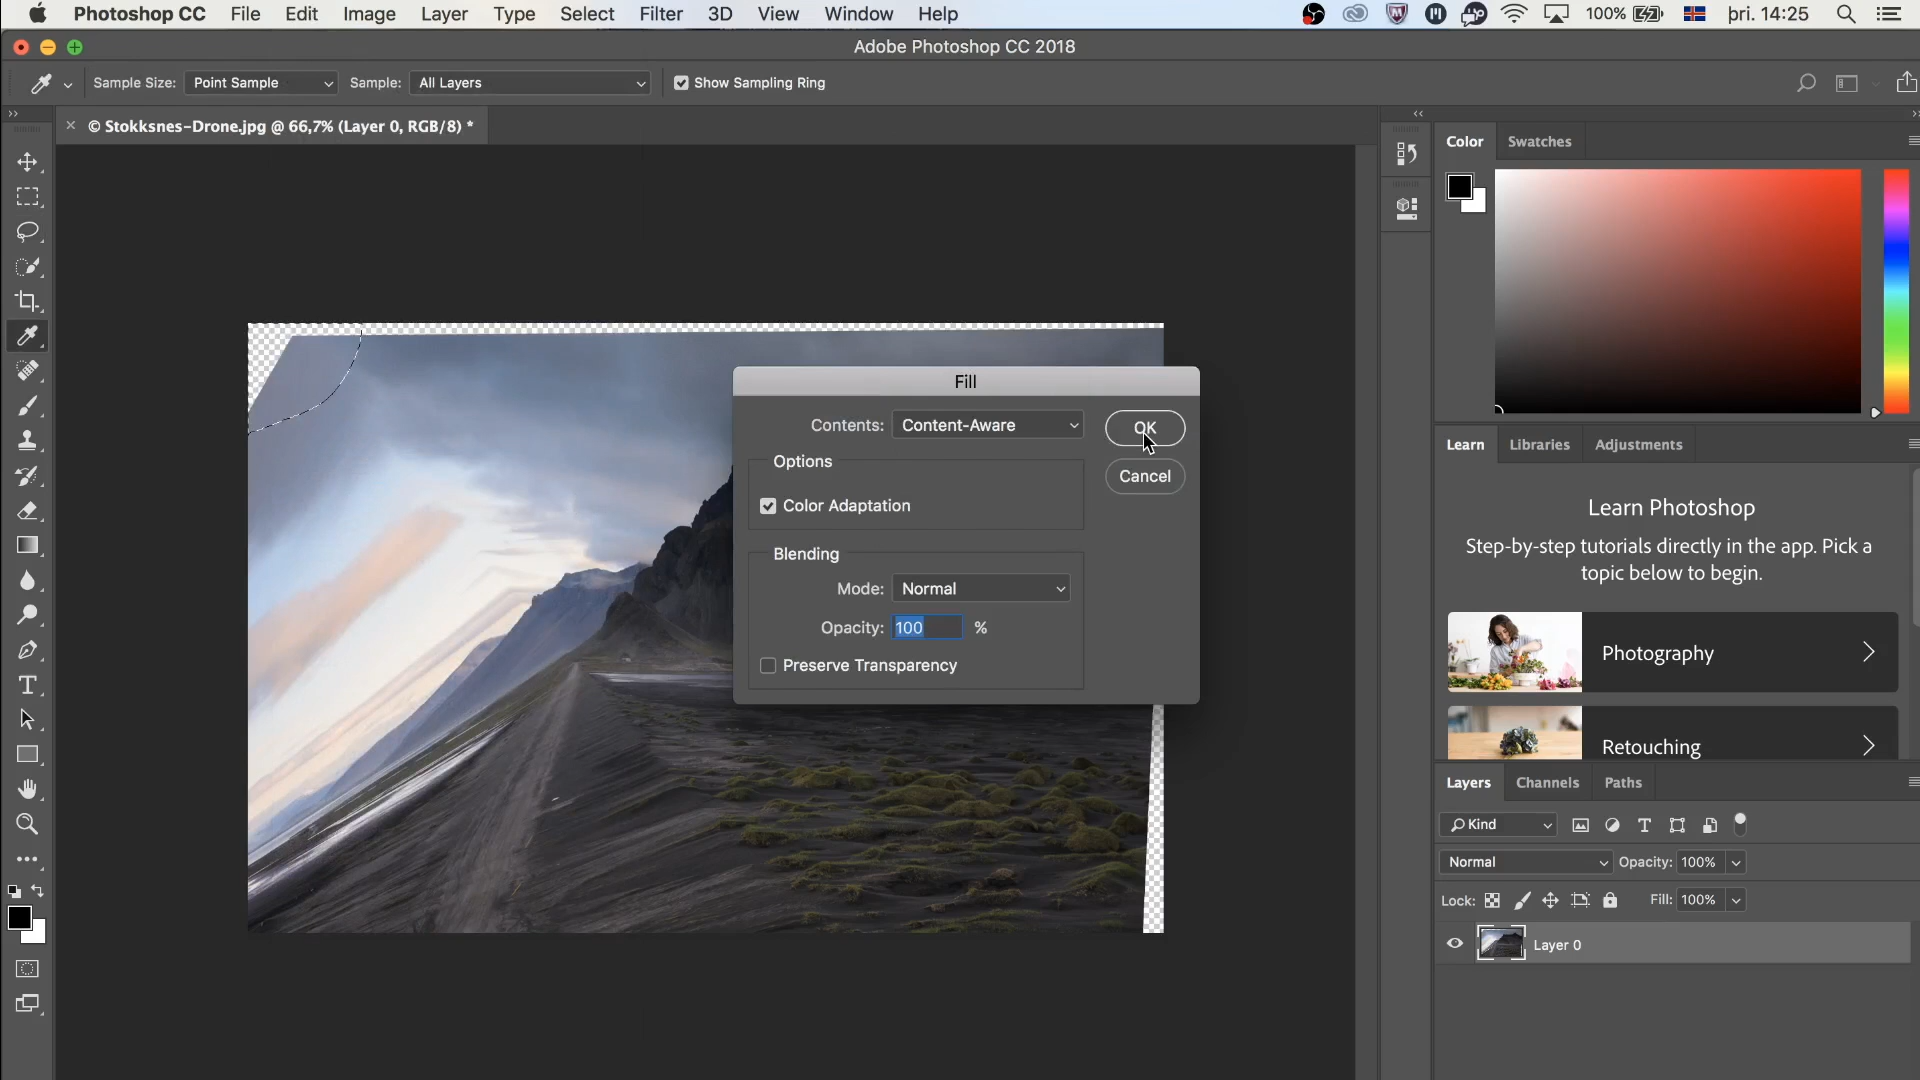 Photoshop CC File Edit Image Layer Type Select Filter 3D View Window Help 100% þri. 14:25
Adobe Photoshop CC 2018
Sample Size: Point Sample Sample: All Layers Show Sampling Ring
© Stokksnes-Drone.jpg @ 66,7% (Layer 0, RGB/8) *
Color Swatches
Fill
Contents: Content-Aware
OK
Options
Cancel
Color Adaptation
Blending
Mode: Normal
Opacity: 100 %
Preserve Transparency
Learn Libraries Adjustments
Learn Photoshop
Step-by-step tutorials directly in the app. Pick a
topic below to begin.
Photography
Retouching
Layers Channels Paths
Kind
Normal Opacity: 100%
Lock: Fill: 100%
Layer 0